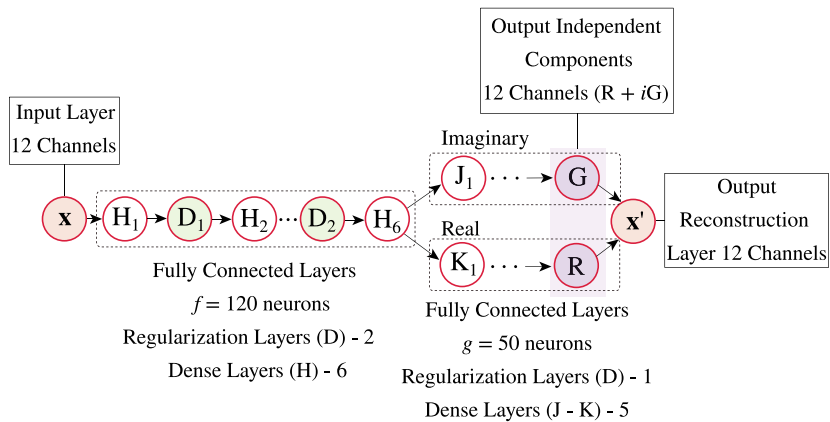 Output Independent
Components
12 Channels (R + iG)
Input Layer
12 Channels
Imaginary
J1 · · · G
Output
Reconstruction
Layer 12 Channels
x H1 D1 H2 ··· D2 H6 x'
Real
K1 · · · R
Fully Connected Layers
f = 120 neurons
Regularization Layers (D) - 2
Dense Layers (H) - 6
Fully Connected Layers
g = 50 neurons
Regularization Layers (D) - 1
Dense Layers (J - K) - 5